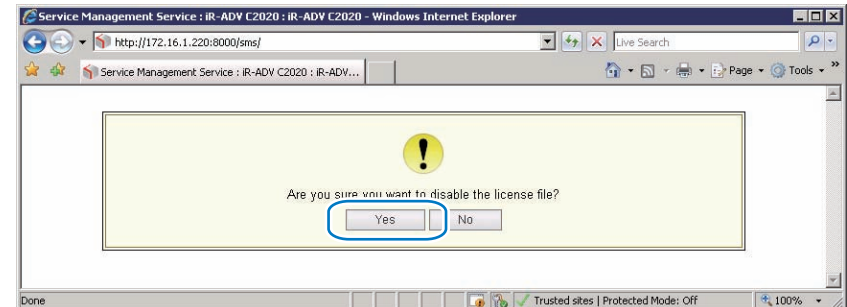 Service Management Service : iR-ADV C2020 : iR-ADV C2020 - Windows Internet Explorer
http://172.16.1.220:8000/sms/
Live Search
Service Management Service : iR-ADV C2020 : iR-ADV...
Page
Tools
»
!
Are you sure you want to disable the license file?
Yes No
Done
Trusted sites | Protected Mode: Off
100%